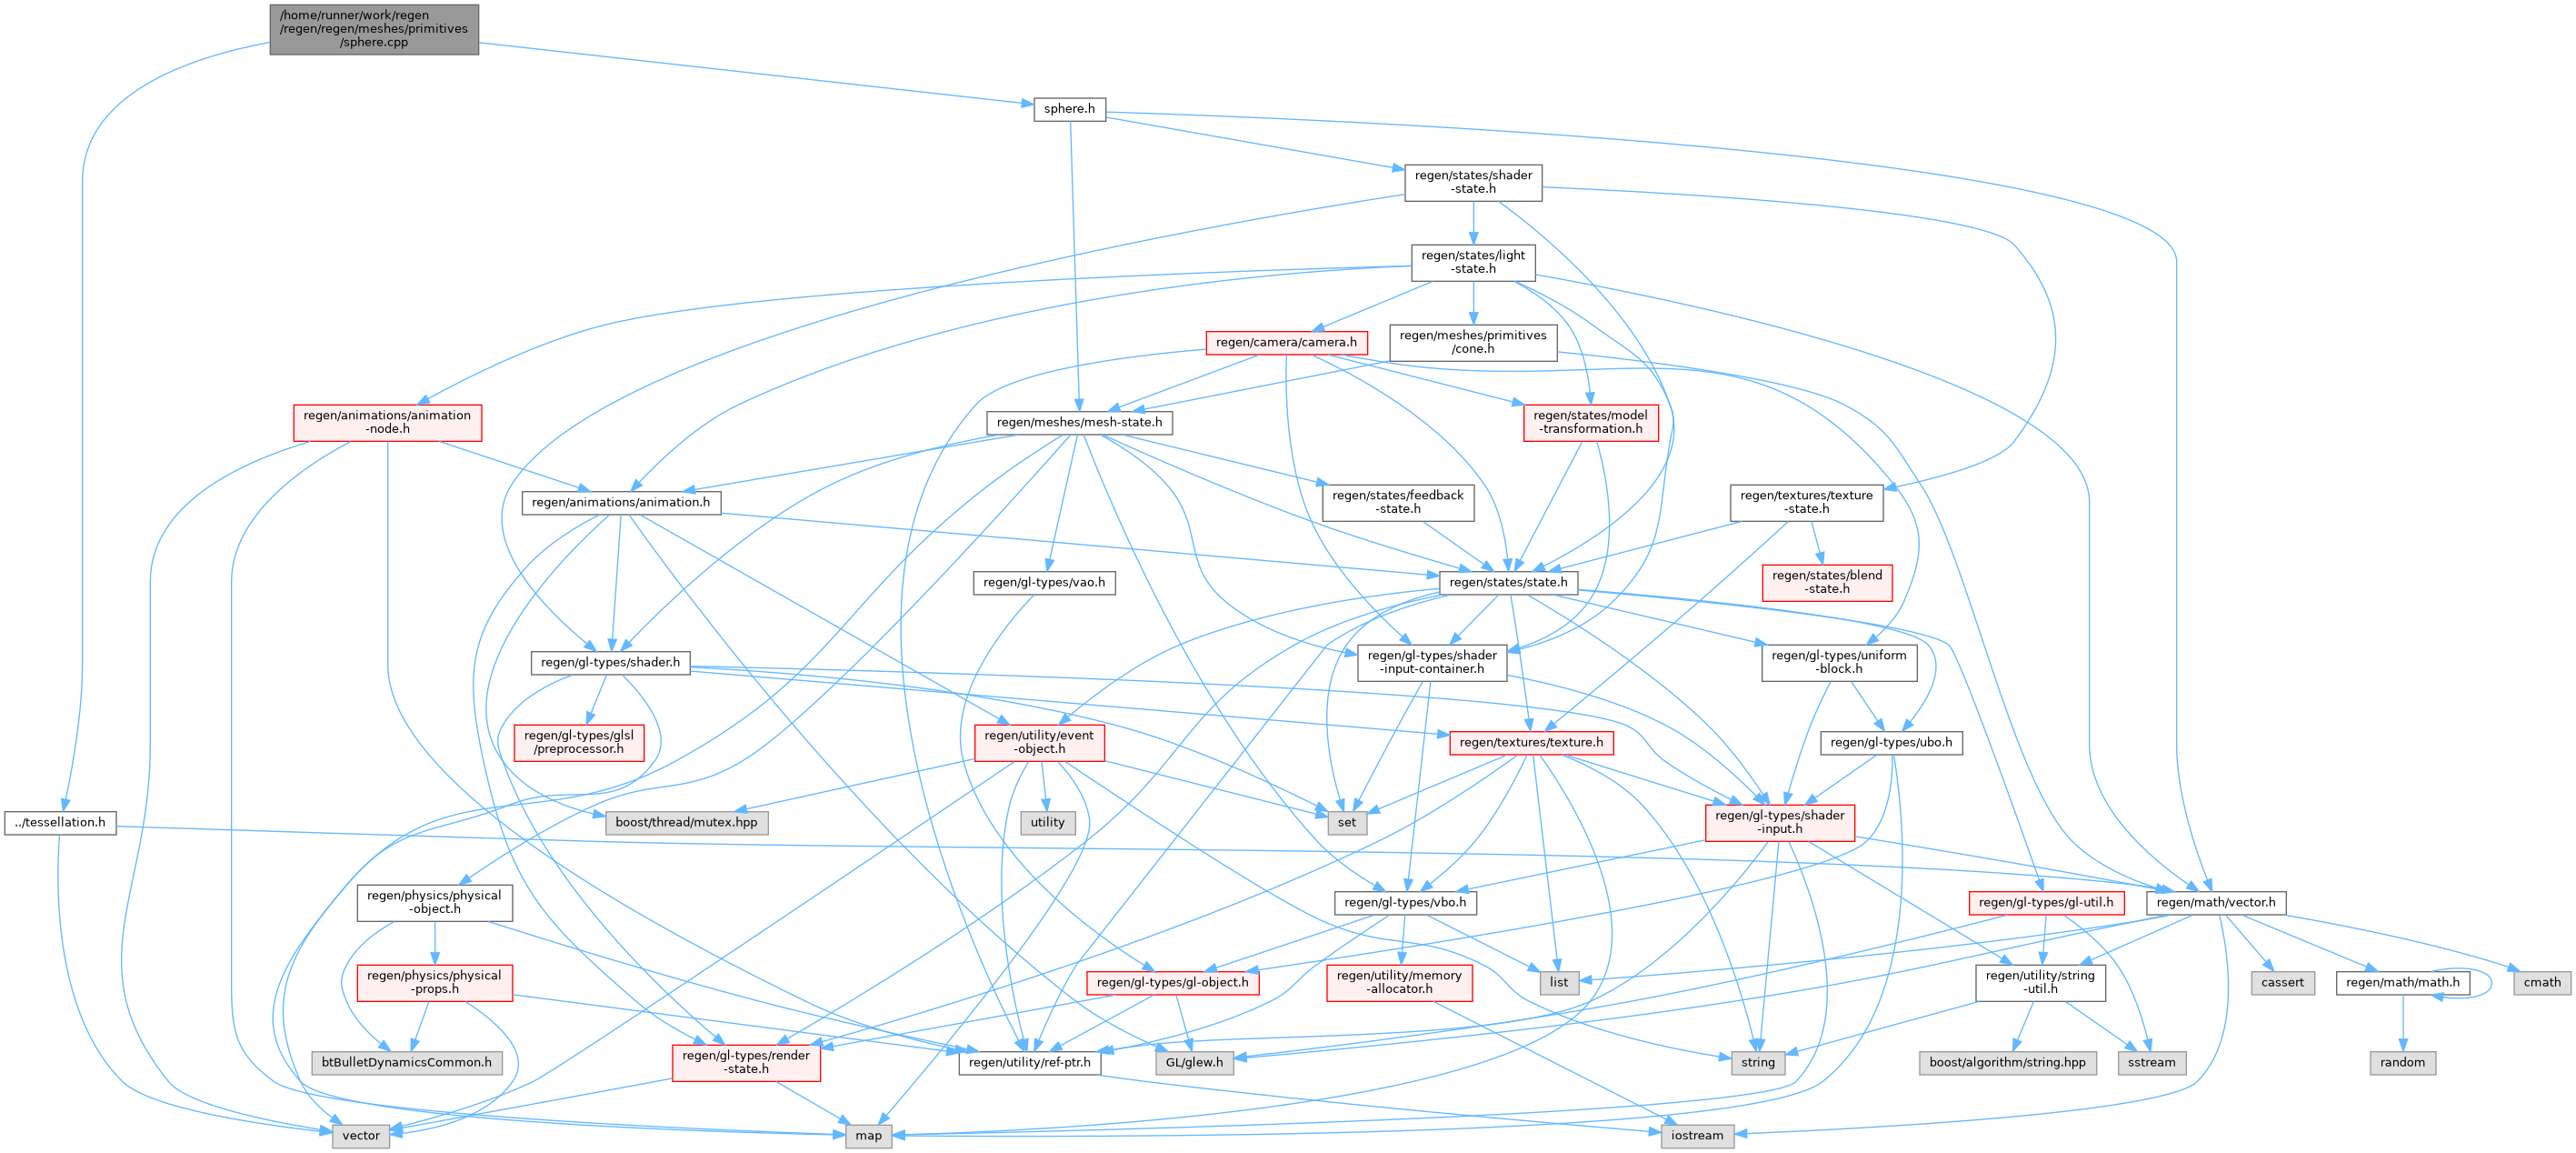 /home/runner/work/regen
/regen/regen/meshes/primitives
/sphere.cpp
sphere.h
regen/states/shader
-state.h
regen/states/light
-state.h
regen/camera/camera.h
regen/meshes/primitives
/cone.h
regen/animations/animation
-node.h
regen/meshes/mesh-state.h
regen/states/model
-transformation.h
regen/animations/animation.h
regen/states/feedback
-state.h
regen/textures/texture
-state.h
regen/gl-types/vao.h
regen/states/state.h
regen/states/blend
-state.h
regen/gl-types/shader.h
regen/gl-types/shader
-input-container.h
regen/gl-types/uniform
-block.h
regen/gl-types/glsl
/preprocessor.h
regen/utility/event
-object.h
regen/textures/texture.h
regen/gl-types/ubo.h
../tessellation.h
boost/thread/mutex.hpp
utility
set
regen/gl-types/shader
-input.h
regen/physics/physical
-object.h
regen/gl-types/vbo.h
regen/gl-types/gl-util.h
regen/math/vector.h
regen/physics/physical
-props.h
regen/gl-types/gl-object.h
regen/utility/memory
-allocator.h
list
regen/utility/string
-util.h
cassert
regen/math/math.h
cmath
btBulletDynamicsCommon.h
regen/gl-types/render
-state.h
regen/utility/ref-ptr.h
GL/glew.h
string
boost/algorithm/string.hpp
sstream
random
vector
map
iostream